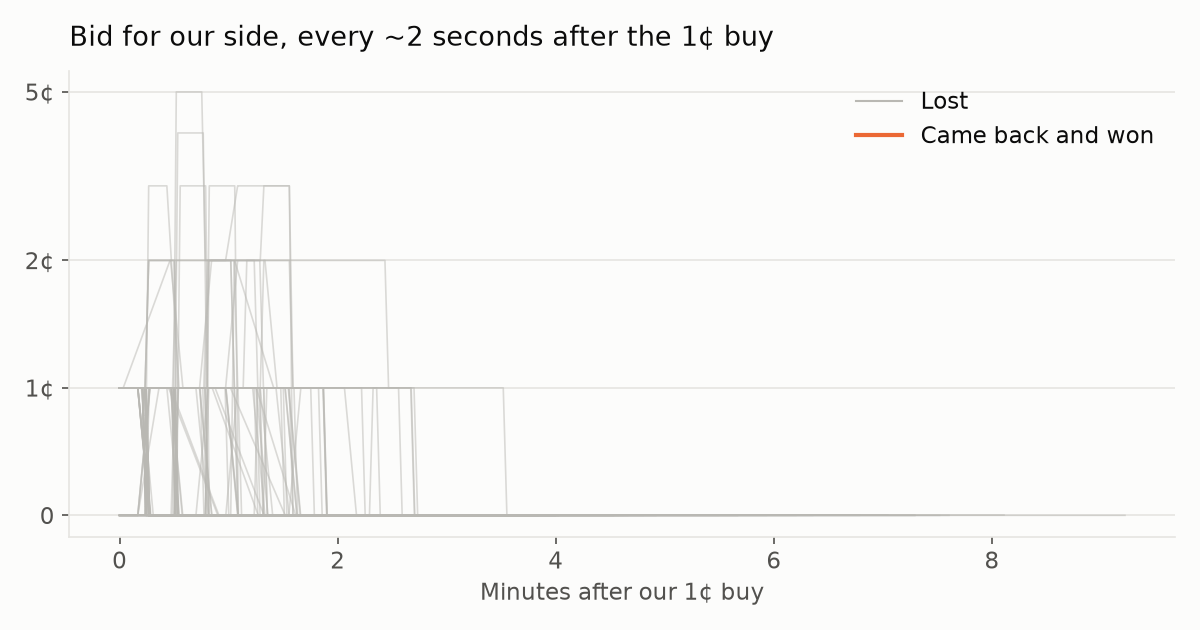 Bid for our side, every ~2 seconds after the 1¢ buy
5¢
2¢
1¢
0
Lost
Came back and won
0 2 4 6 8
Minutes after our 1¢ buy